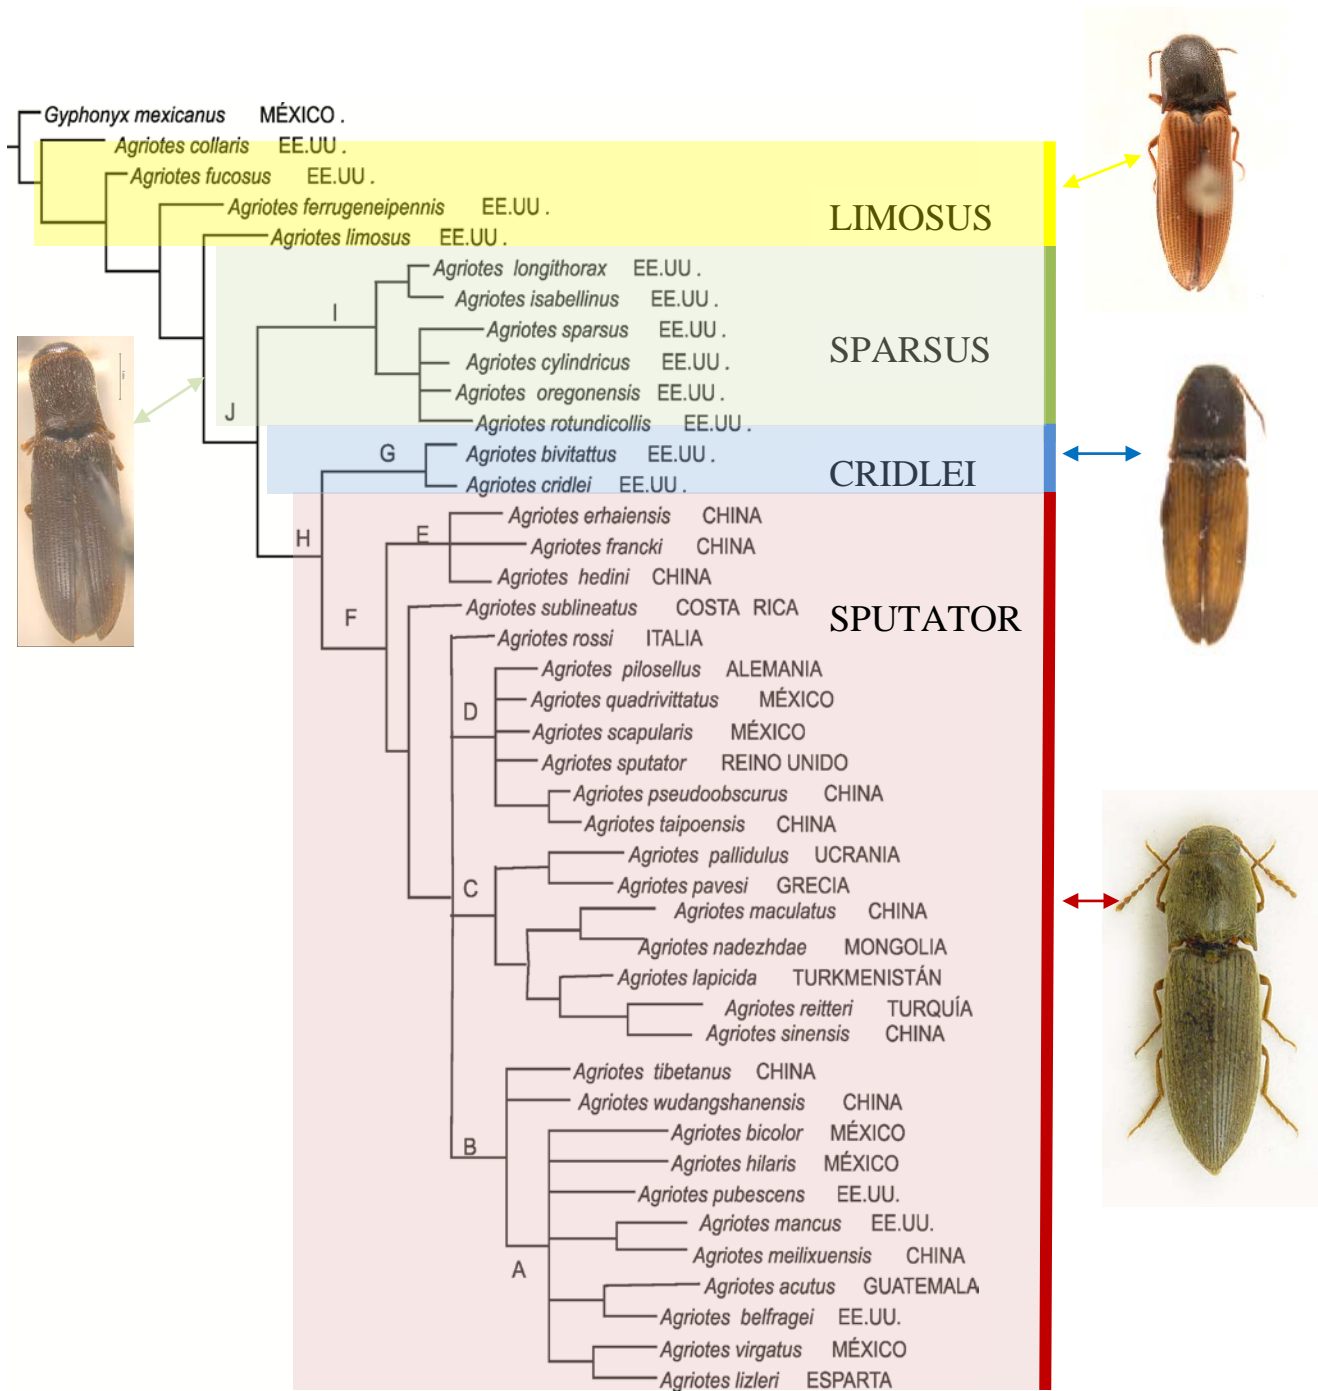 Gyphonyx mexicanus MÉXICO .
Agriotes collaris EE.UU .
Agriotes fucosus EE.UU .
Agriotes ferrugeneipennis EE.UU .
LIMOSUS
Agriotes limosus EE.UU .
Agriotes longithorax EE.UU .
Agriotes isabellinus EE.UU .
I
Agriotes sparsus EE.UU .
SPARSUS
Agriotes cylindricus EE.UU .
Agriotes oregonensis EE.UU .
J
Agriotes rotundicollis EE.UU .
G
Agriotes bivitattus EE.UU .
CRIDLEI
Agriotes cridlei EE.UU .
Agriotes erhaiensis CHINA
H
E
Agriotes francki CHINA
Agriotes hedini CHINA
Agriotes sublineatus COSTA RICA
F
SPUTATOR
Agriotes rossi ITALIA
Agriotes pilosellus ALEMANIA
Agriotes quadrivittatus MÉXICO
D
Agriotes scapularis MÉXICO
Agriotes sputator REINO UNIDO
Agriotes pseudoobscurus CHINA
Agriotes taipoensis CHINA
Agriotes pallidulus UCRANIA
C
Agriotes pavesi GRECIA
Agriotes maculatus CHINA
Agriotes nadezhdae MONGOLIA
Agriotes lapicida TURKMENISTÁN
Agriotes reitteri TURQUÍA
Agriotes sinensis CHINA
Agriotes tibetanus CHINA
Agriotes wudangshanensis CHINA
Agriotes bicolor MÉXICO
B
Agriotes hilaris MÉXICO
Agriotes pubescens EE.UU.
Agriotes mancus EE.UU.
Agriotes meilixuensis CHINA
A
Agriotes acutus GUATEMALA
Agriotes belfragei EE.UU.
Agriotes virgatus MÉXICO
Agriotes lizleri ESPARTA